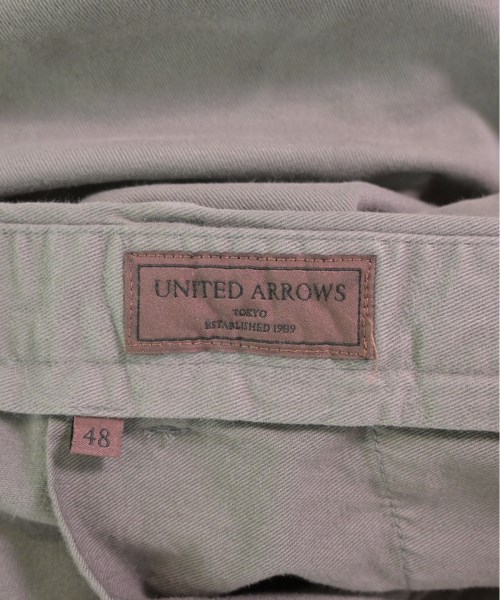 UNITED ARROWS
TOKYO
ESTABLISHED 1989
48